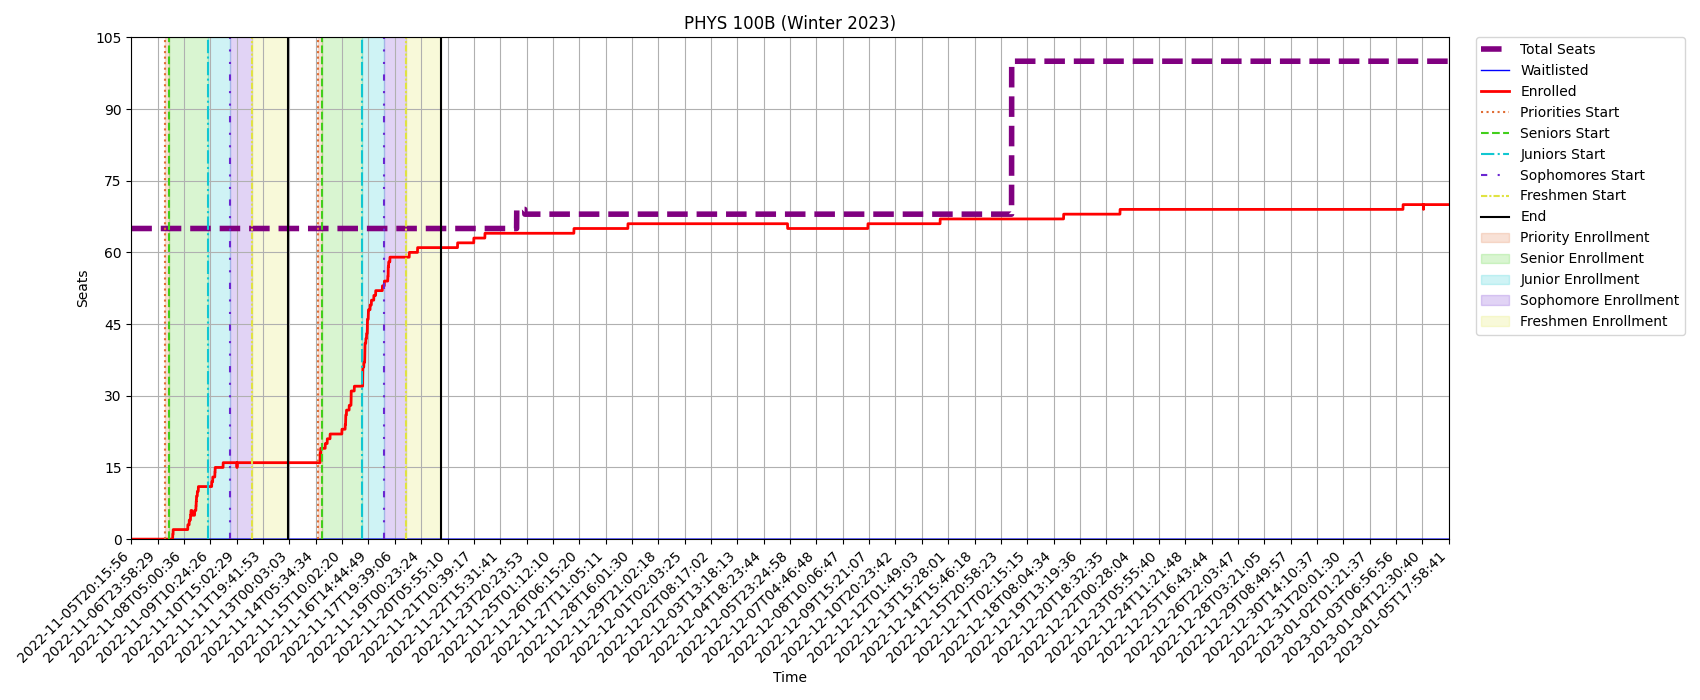 PHYS 100B (Winter 2023)
105
90
75
60
45
30
15
0
Seats
2022-11-05T20:15:56
2022-11-06T23:58:29
2022-11-08T05:00:36
2022-11-09T10:24:26
2022-11-10T15:02:29
2022-11-11T19:41:53
2022-11-13T00:03:03
2022-11-14T05:34:34
2022-11-15T10:02:20
2022-11-16T14:44:49
2022-11-17T19:39:06
2022-11-19T00:23:24
2022-11-20T05:55:10
2022-11-21T10:39:17
2022-11-22T15:31:41
2022-11-23T20:23:53
2022-11-25T01:12:10
2022-11-26T06:15:20
2022-11-27T11:05:11
2022-11-28T16:01:30
2022-11-29T21:02:18
2022-12-01T02:03:25
2022-12-02T08:17:02
2022-12-03T13:18:13
2022-12-04T18:23:44
2022-12-05T23:24:58
2022-12-07T04:46:48
2022-12-08T10:06:47
2022-12-09T15:21:07
2022-12-10T20:23:42
2022-12-12T01:49:03
2022-12-13T15:28:01
2022-12-14T15:46:18
2022-12-15T20:58:23
2022-12-17T02:15:15
2022-12-18T08:04:34
2022-12-19T13:19:36
2022-12-20T18:32:35
2022-12-22T00:28:04
2022-12-23T05:55:40
2022-12-24T11:21:48
2022-12-25T16:43:44
2022-12-26T22:03:47
2022-12-28T03:21:05
2022-12-29T08:49:57
2022-12-30T14:10:37
2022-12-31T20:01:30
2023-01-02T01:21:37
2023-01-03T06:56:56
2023-01-04T12:30:40
2023-01-05T17:58:41
Time
Total Seats
Waitlisted
Enrolled
Priorities Start
Seniors Start
Juniors Start
Sophomores Start
Freshmen Start
End
Priority Enrollment
Senior Enrollment
Junior Enrollment
Sophomore Enrollment
Freshmen Enrollment